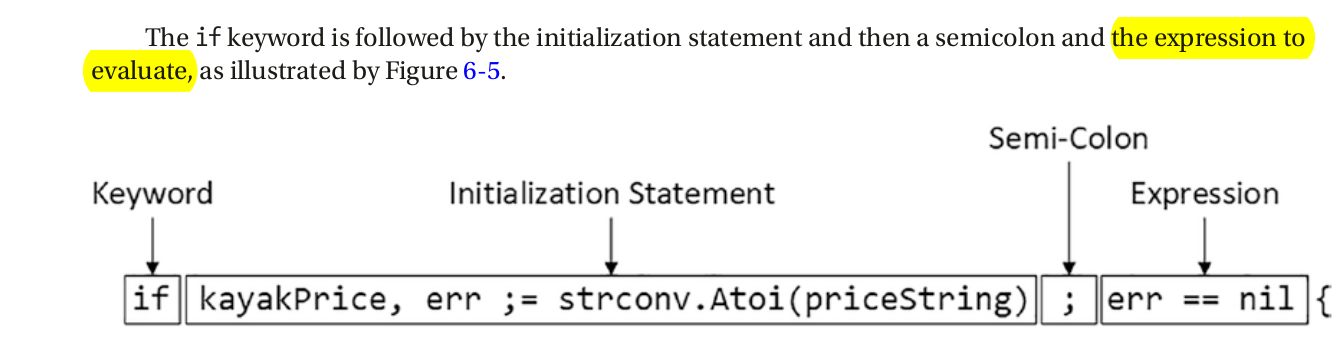 The if keyword is followed by the initialization statement and then a semicolon and the expression to
evaluate, as illustrated by Figure 6-5.
Semi-Colon
Keyword Initialization Statement Expression
if kayakPrice, err ;= strconv.Atoi(priceString) ; err == nil {